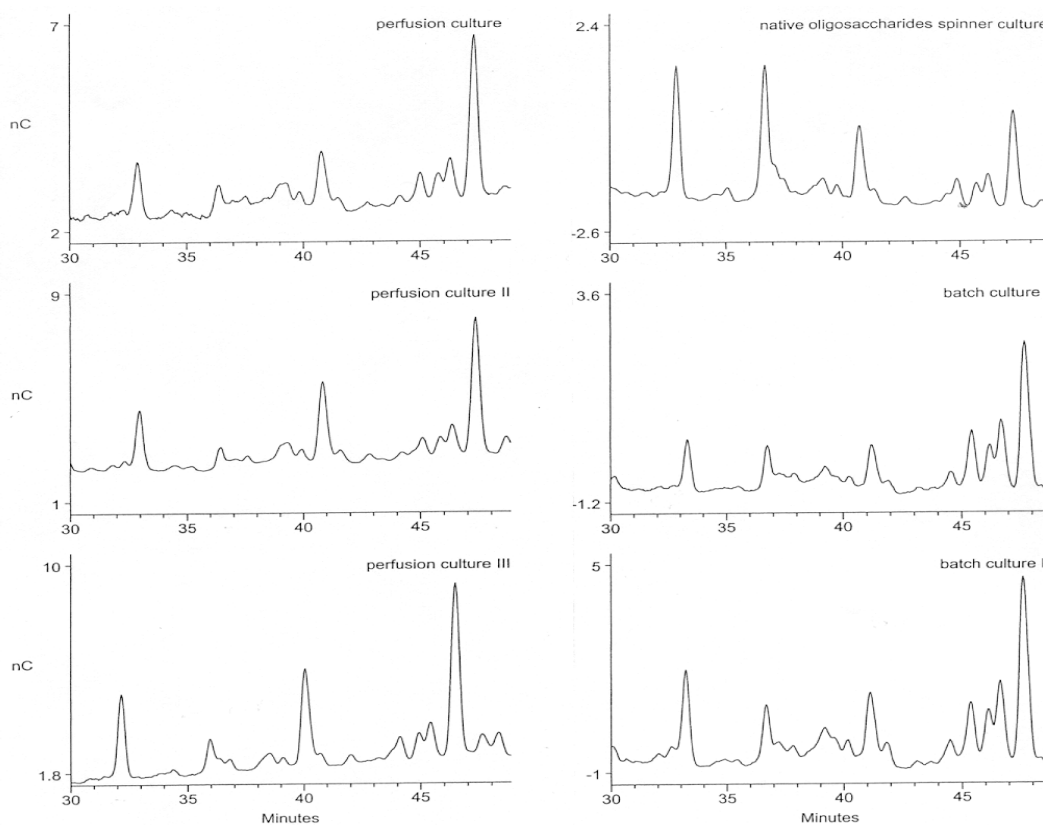 perfusion culture
7
nC
2
30 35 40 45
native oligosaccharides spinner culture
2.4
-2.6
30 35 40 45
perfusion culture II
9
nC
1
30 35 40 45
batch culture
3.6
-1.2
30 35 40 45
perfusion culture III
10
nC
1.8
30 35 40 45
Minutes
batch culture I
5
-1
30 35 40 45
Minutes